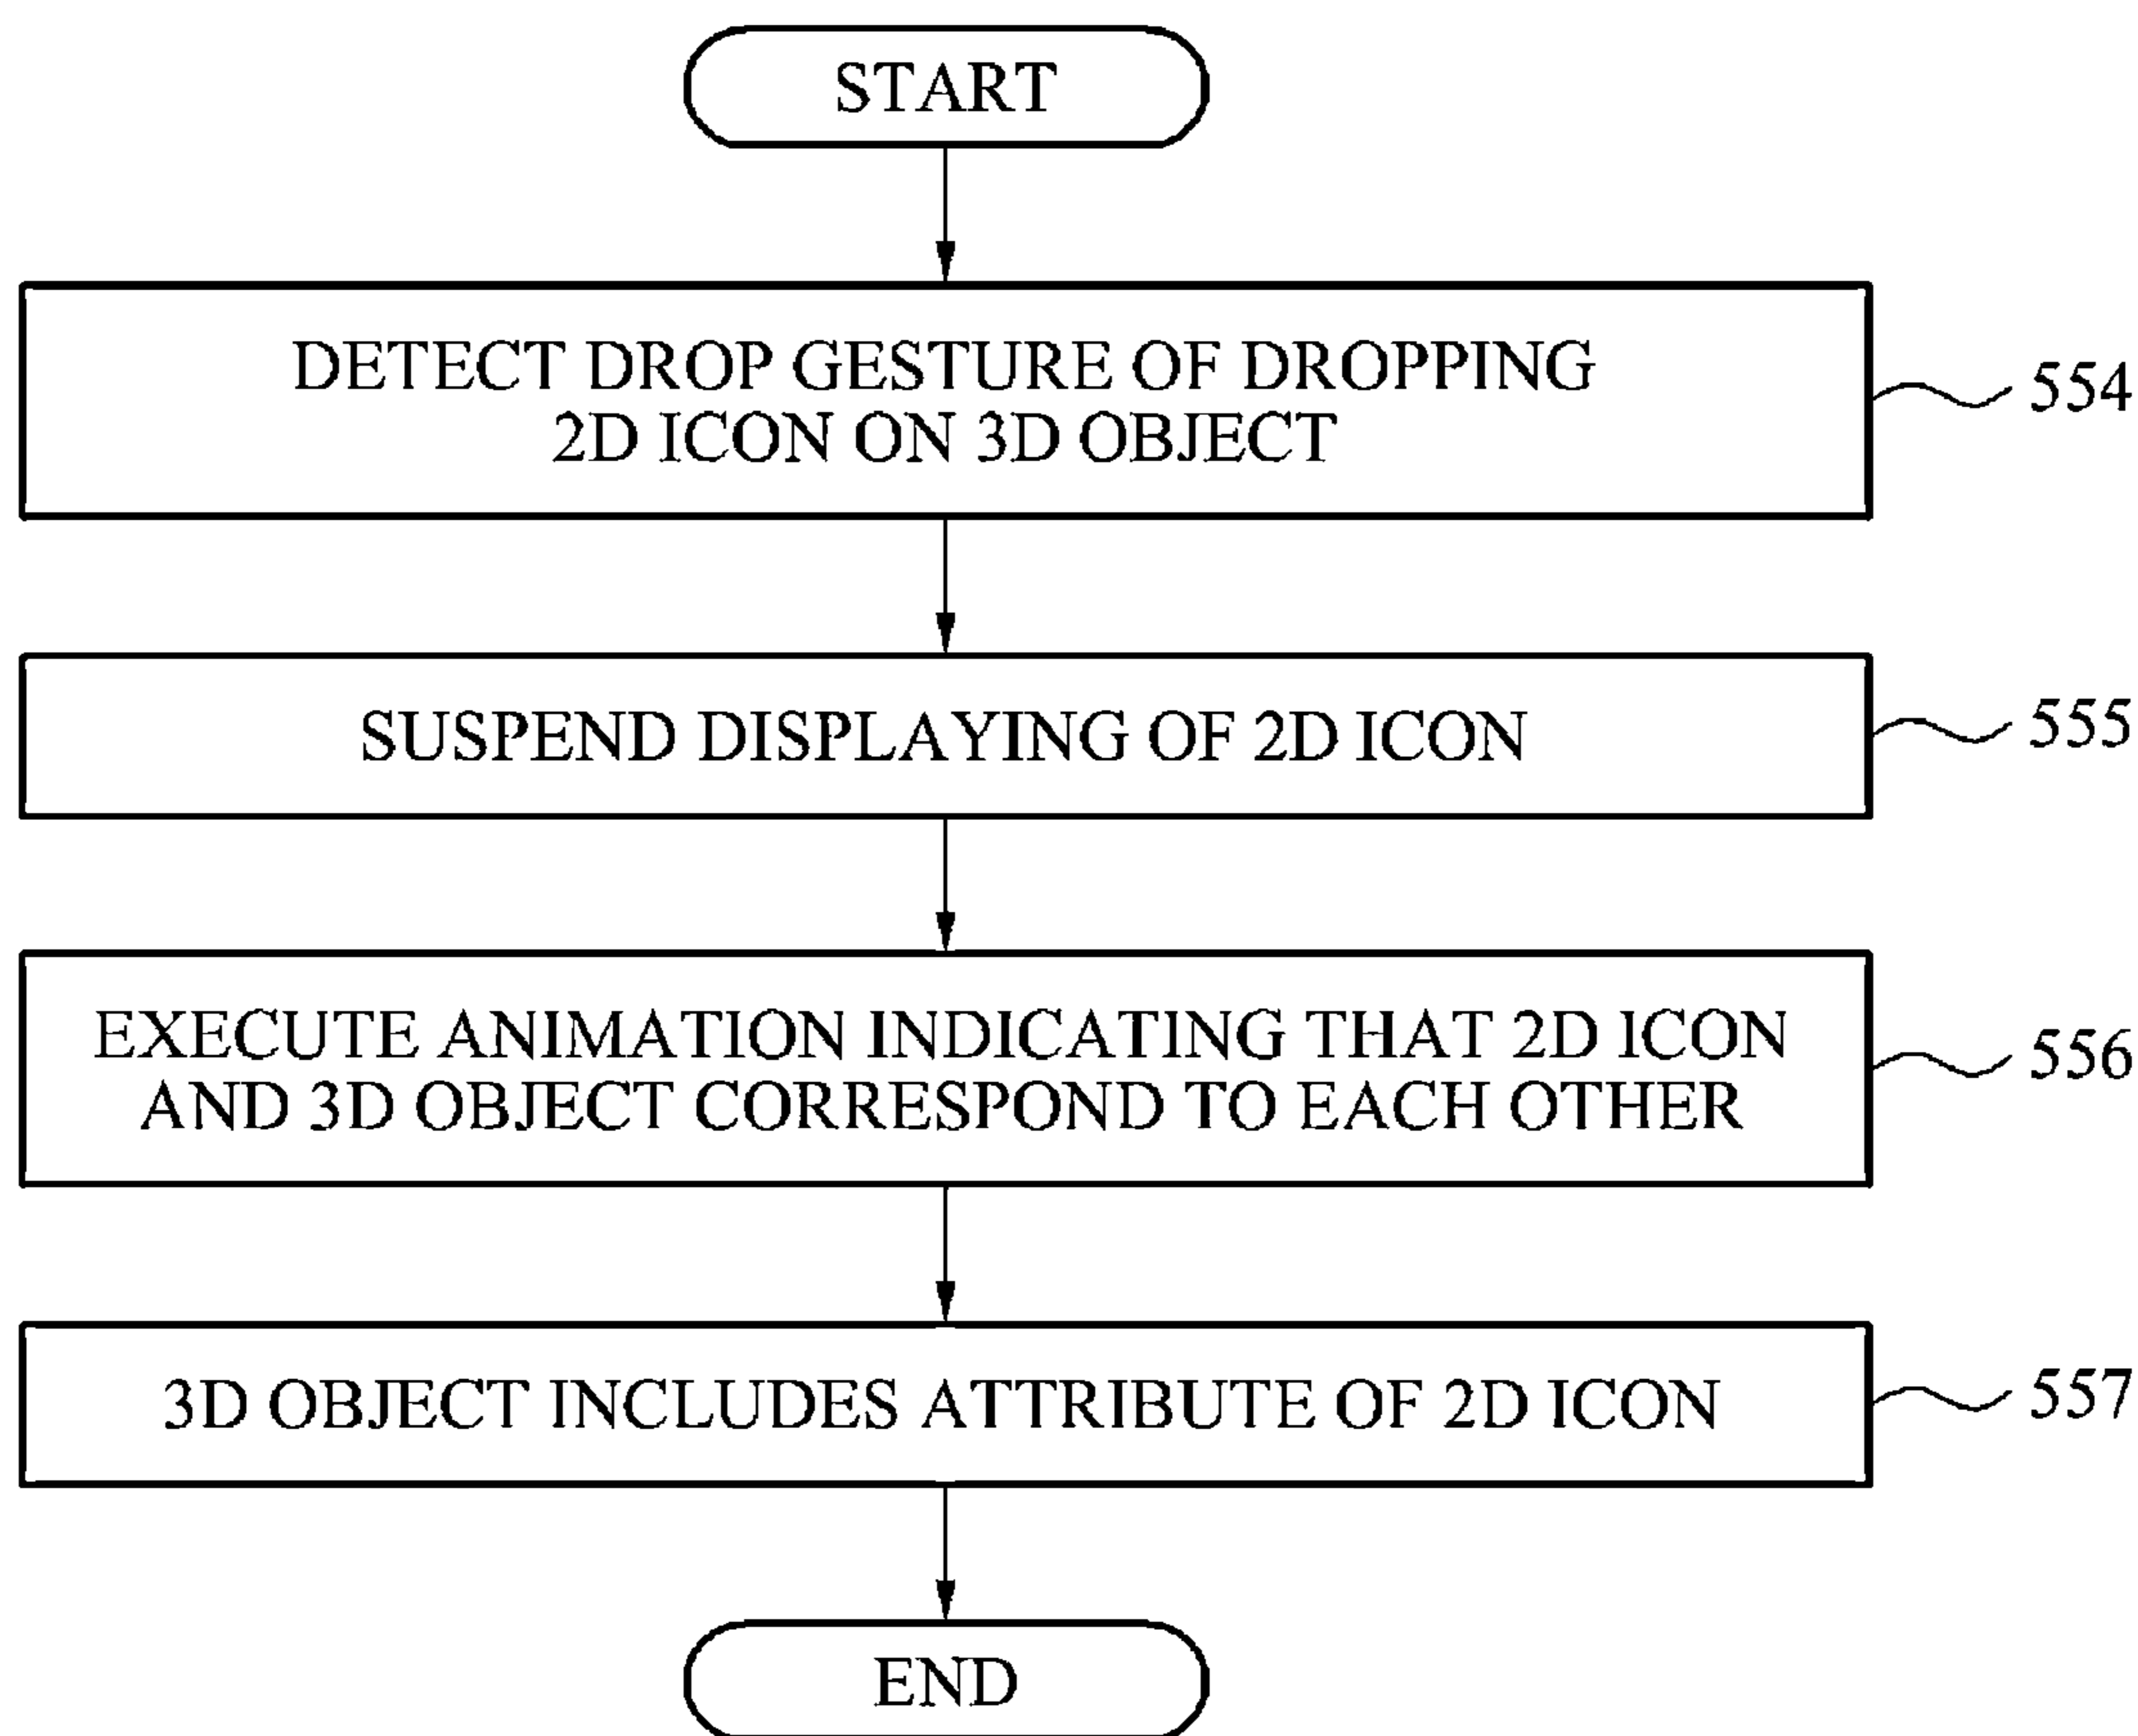 START
DETECT DROP GESTURE OF DROPPING
2D ICON ON 3D OBJECT
554
SUSPEND DISPLAYING OF 2D ICON
555
EXECUTE ANIMATION INDICATING THAT 2D ICON
AND 3D OBJECT CORRESPOND TO EACH OTHER
556
3D OBJECT INCLUDES ATTRIBUTE OF 2D ICON
557
END